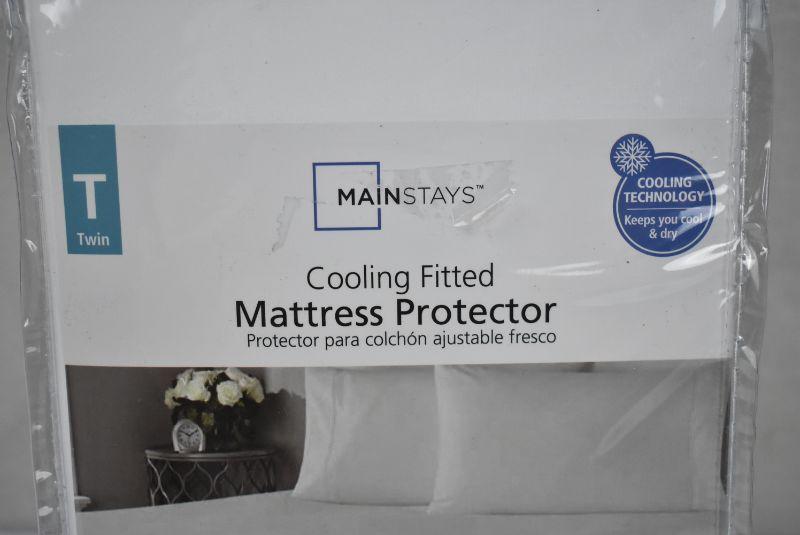 T
Twin
MAINSTAYS™
COOLING
TECHNOLOGY
Keeps you cool
& dry
Cooling Fitted
Mattress Protector
Protector para colchón ajustable fresco